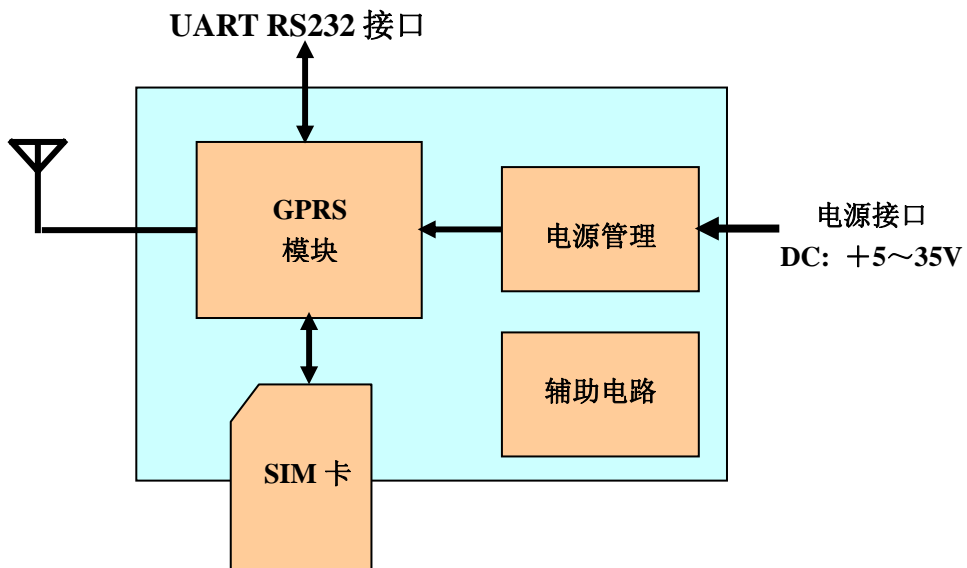 UART RS232 接口
GPRS
模块
电源管理
电源接口
DC: ＋5～35V
辅助电路
SIM 卡